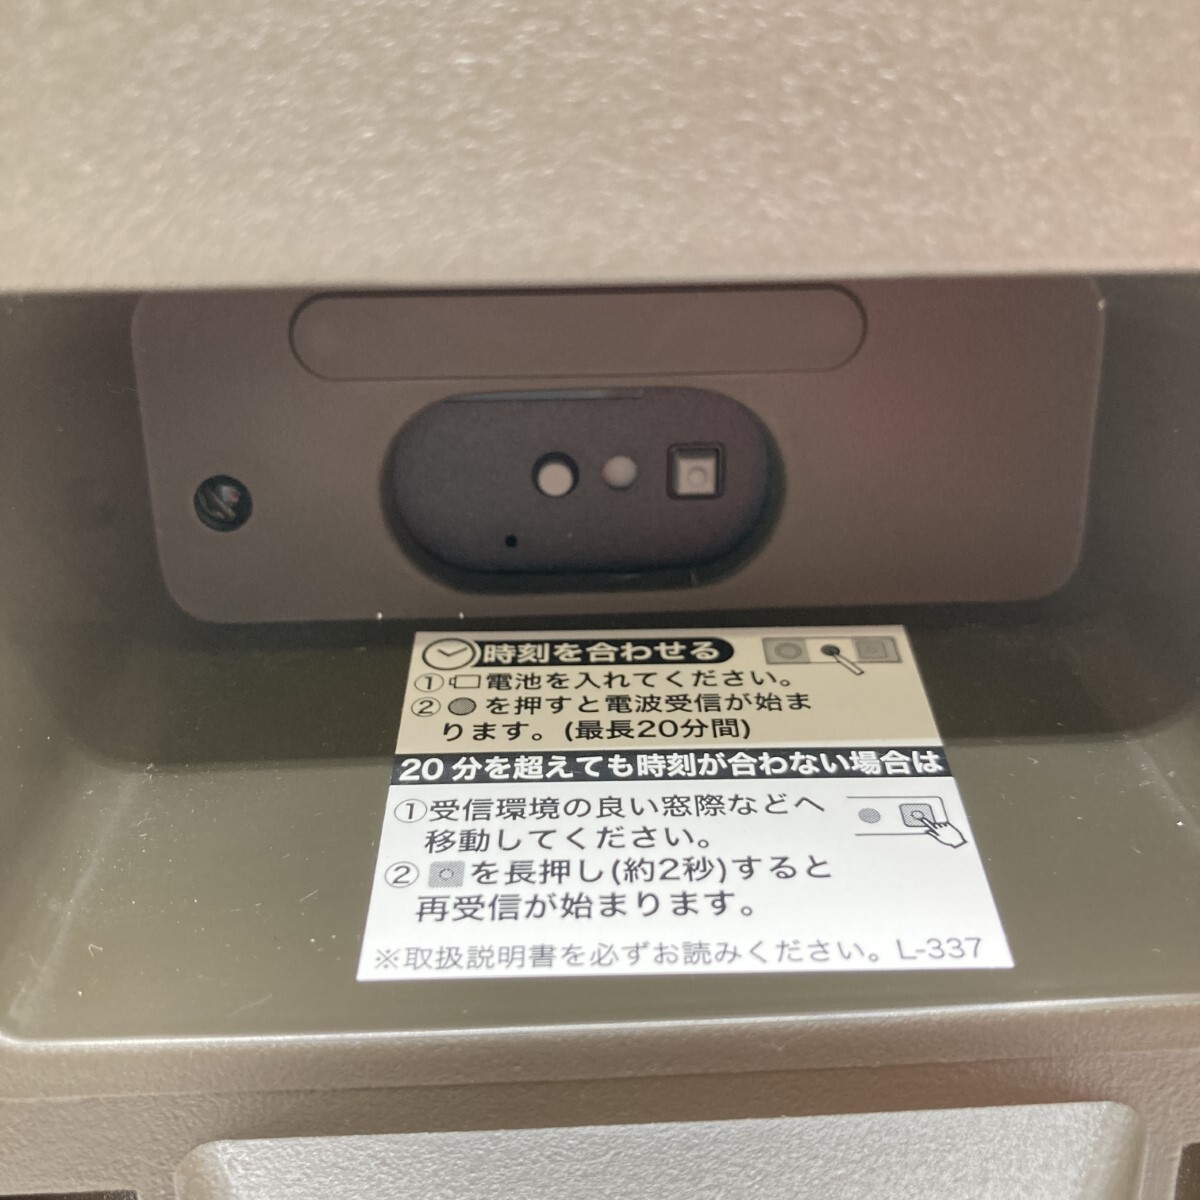 時刻を合わせる
①電池を入れてください。
②を押すと電波受信が始ま
ります。(最長20分間)
20分を超えても時刻が合わない場合は
①受信環境の良い窓際などへ
移動してください。
②を長押し(約2秒)すると
再受信が始まります。
※取扱説明書を必ずお読みください。L-337